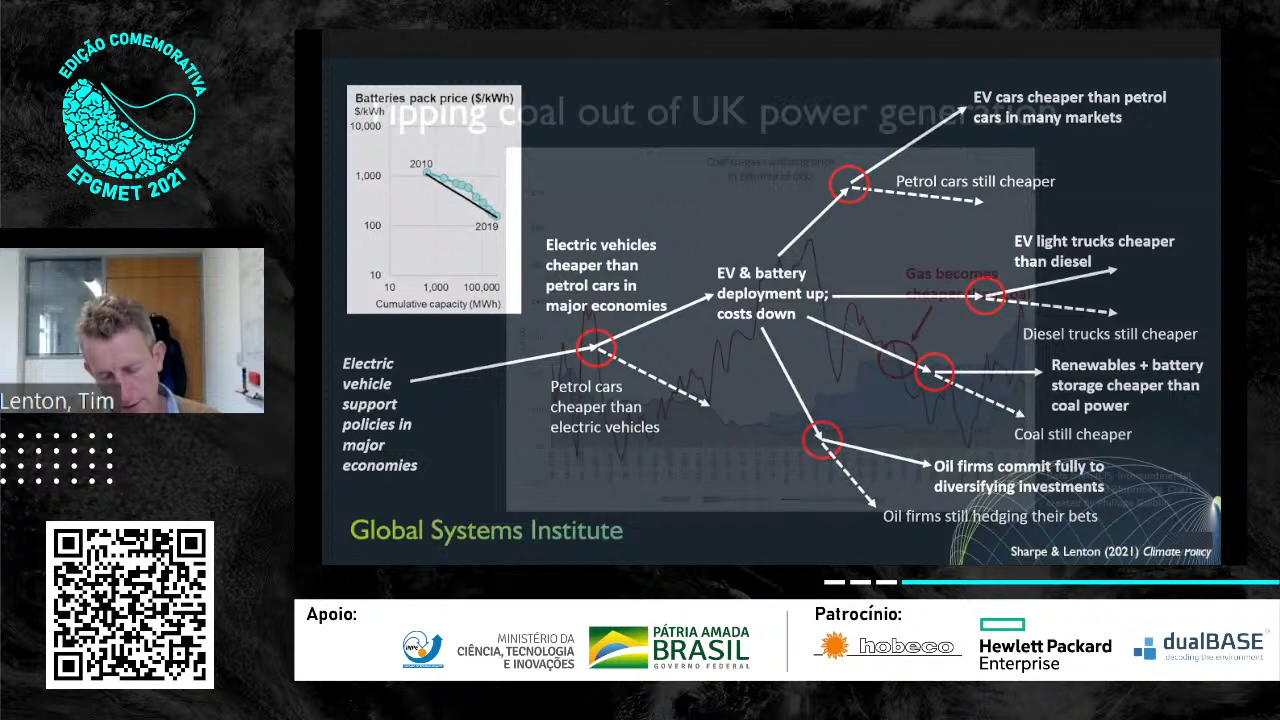 EDIÇÃO COMEMORATIVA
EPGMET 2021
Lenton, Tim
ipping coal out of UK power generation
Batteries pack price ($/kWh)
$/kWh
10,000
1,000
100
10
2010
2019
10
1,000
100,000
Cumulative capacity (MWh)
Electric
vehicle
support
policies in
major
economies
Electric vehicles
cheaper than
petrol cars in
major economies
Petrol cars
cheaper than
electric vehicles
EV & battery
deployment up;
costs down
EV cars cheaper than petrol
cars in many markets
Petrol cars still cheaper
EV light trucks cheaper
than diesel
Gas becomes
Diesel trucks still cheaper
Renewables + battery
storage cheaper than
coal power
Coal still cheaper
Oil firms commit fully to
diversifying investments
Oil firms still hedging their bets
Global Systems Institute
Sharpe & Lenton (2021) Climate Policy
Apoio:
INPE
MINISTÉRIO DA
CIÊNCIA, TECNOLOGIA
E INOVAÇÕES
PÁTRIA AMADA
BRASIL
GOVERNO FEDERAL
Patrocínio:
hobeco
Hewlett Packard
Enterprise
dualBASE
decoding the environment